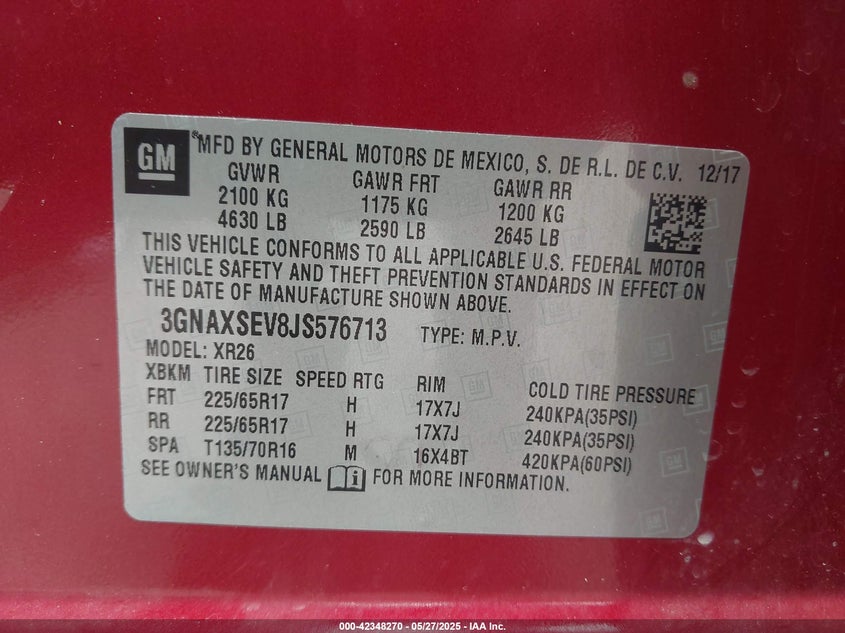 GM ® MFD BY GENERAL MOTORS DE MEXICO, S. DE R.L. DE C.V. 12/17
GVWR GAWR FRT GAWR RR
2100 KG 1175 KG 1200 KG
4630 LB 2590 LB 2645 LB
THIS VEHICLE CONFORMS TO ALL APPLICABLE U.S. FEDERAL MOTOR
VEHICLE SAFETY AND THEFT PREVENTION STANDARDS IN EFFECT ON
THE DATE OF MANUFACTURE SHOWN ABOVE.
3GNAXSEV8JS576713 TYPE: M.P.V.
MODEL: XR26
XBKM TIRE SIZE SPEED RTG RIM COLD TIRE PRESSURE
FRT 225/65R17 H 17X7J 240KPA(35PSI)
RR 225/65R17 H 17X7J 240KPA(35PSI)
SPA T135/70R16 M 16X4BT 420KPA(60PSI)
SEE OWNER'S MANUAL i FOR MORE INFORMATION.
000-42348270 - 05/27/2025 - IAA Inc.